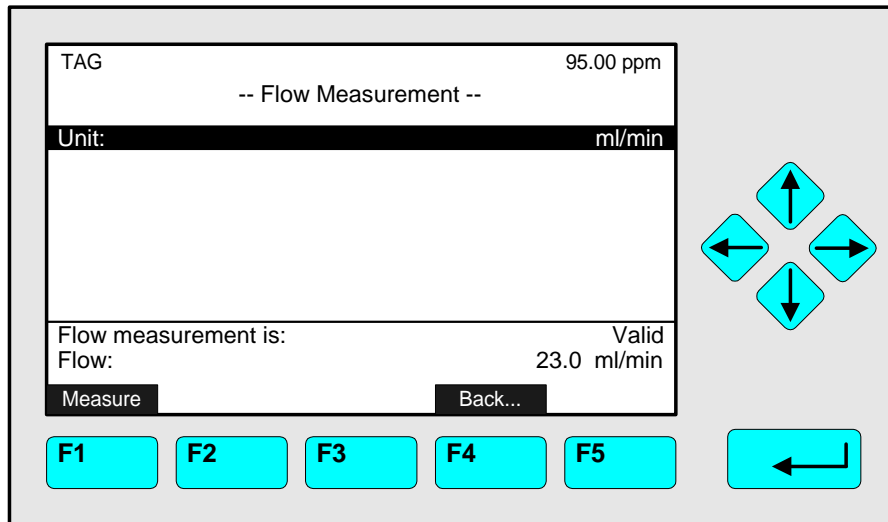 TAG 95.00 ppm
-- Flow Measurement --
Unit: ml/min
Flow measurement is: Valid
Flow: 23.0 ml/min
Measure Back...
F1 F2 F3 F4 F5